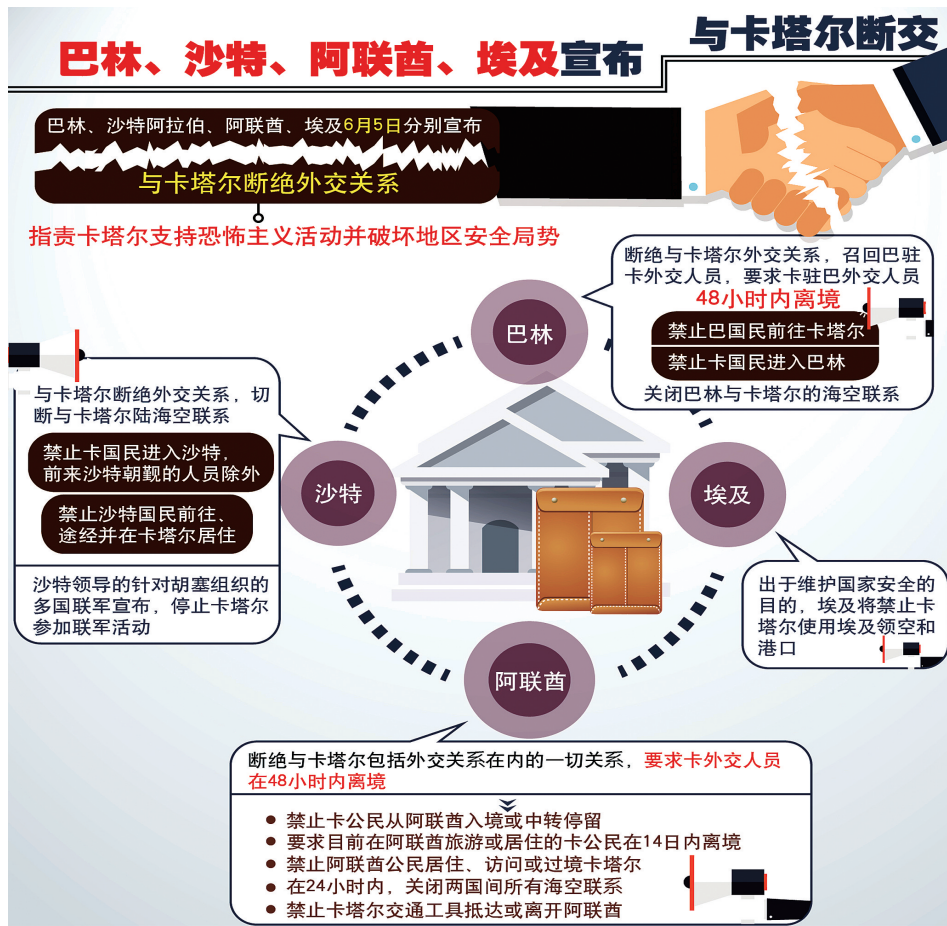 巴林、沙特、阿联酋、埃及宣布
与卡塔尔断交
巴林、沙特阿拉伯、阿联酋、埃及6月5日分别宣布
与卡塔尔断绝外交关系
指责卡塔尔支持恐怖主义活动并破坏地区安全局势
巴林
断绝与卡塔尔外交关系，召回巴驻
卡外交人员，要求卡驻巴外交人员
48小时内离境
禁止巴国民前往卡塔尔
禁止卡国民进入巴林
关闭巴林与卡塔尔的海空联系
沙特
与卡塔尔断绝外交关系，切
断与卡塔尔陆海空联系
禁止卡国民进入沙特，
前来沙特朝觐的人员除外
禁止沙特国民前往、
途经并在卡塔尔居住
沙特领导的针对胡塞组织的
多国联军宣布，停止卡塔尔
参加联军活动
埃及
出于维护国家安全的
目的，埃及将禁止卡
塔尔使用埃及领空和
港口
阿联酋
断绝与卡塔尔包括外交关系在内的一切关系，要求卡外交人员
在48小时内离境
禁止卡公民从阿联酋入境或中转停留
要求目前在阿联酋旅游或居住的卡公民在14日内离境
禁止阿联酋公民居住、访问或过境卡塔尔
在24小时内，关闭两国间所有海空联系
禁止卡塔尔交通工具抵达或离开阿联酋